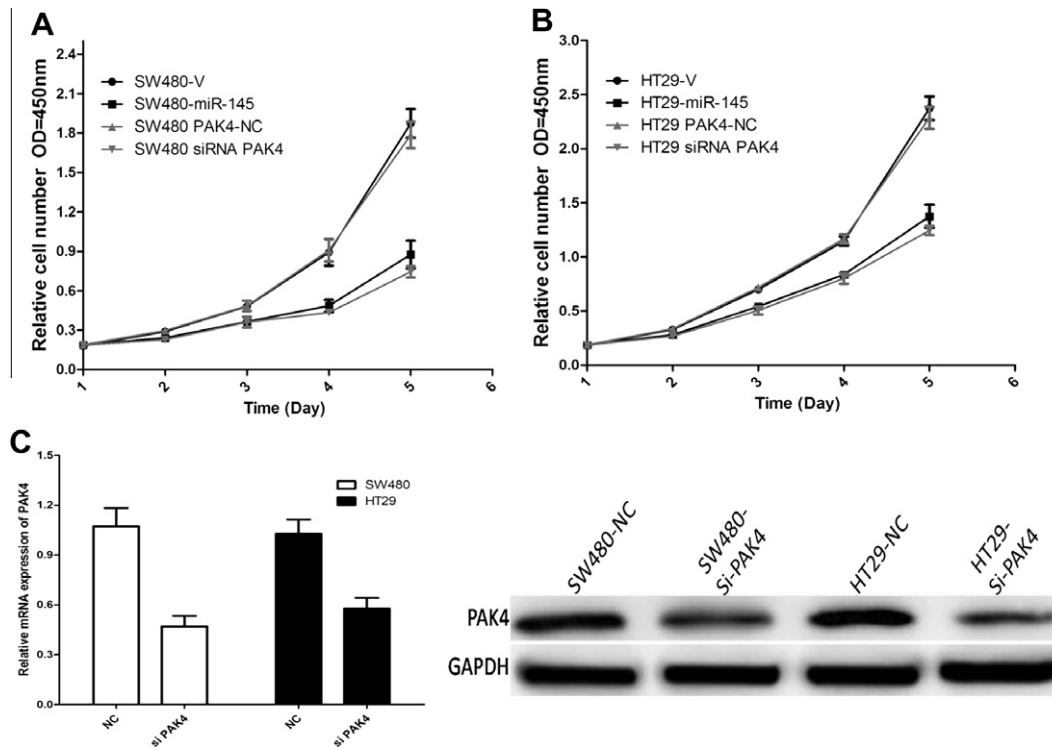 A
Relative cell number OD=450nm
2.4
2.1
1.8
1.5
1.2
0.9
0.6
0.3
0.0
SW480-V
SW480-miR-145
SW480 PAK4-NC
SW480 siRNA PAK4
1 2 3 4 5 6
Time (Day)
B
Relative cell number OD=450nm
3.0
2.5
2.0
1.5
1.0
0.5
0.0
HT29-V
HT29-miR-145
HT29 PAK4-NC
HT29 siRNA PAK4
1 2 3 4 5 6
Time (Day)
C
Relative mRNA expression of PAK4
1.5
1.2
0.9
0.6
0.4
0.0
SW480
HT29
NC si PAK4 NC si PAK4
SW480-NC
SW480-
Si-PAK4
HT29-NC
HT29-
Si-PAK4
PAK4
GAPDH